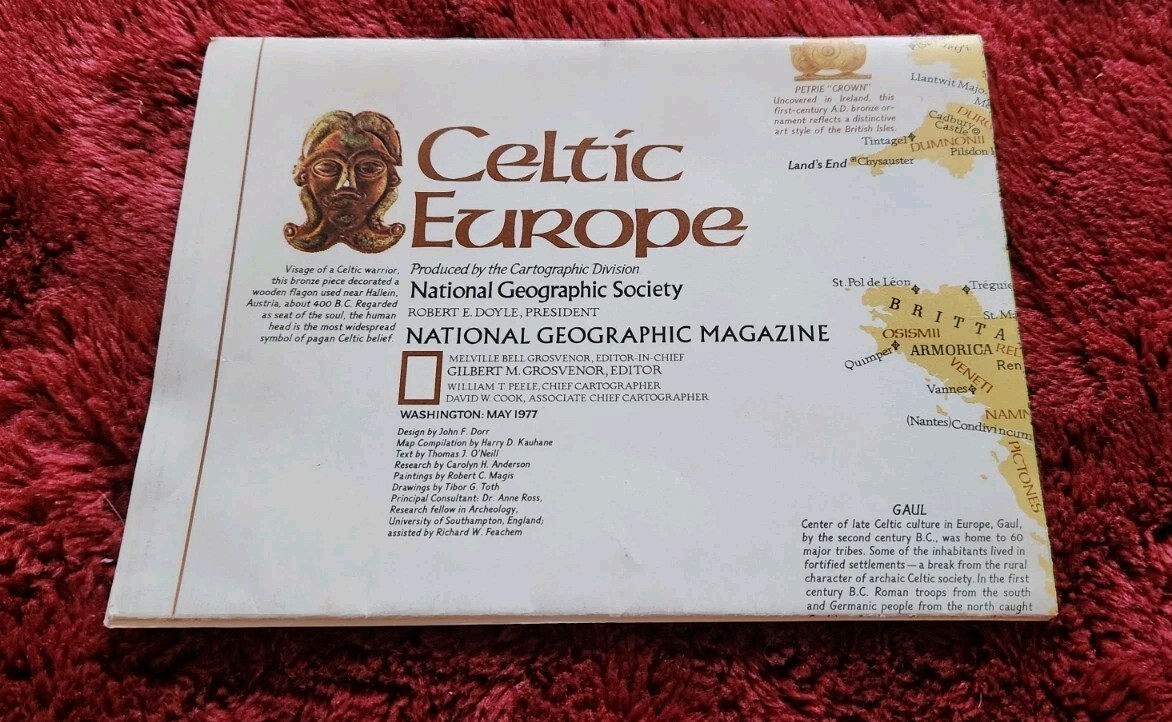 Celtic
Europe
Visage of a Celtic warrior,
this bronze piece decorated a
wooden flagon used near Hallein,
Austria, about 400 B.C. Regarded
as seat of the soul, the human
head is the most widespread
symbol of pagan Celtic belief.
Produced by the Cartographic Division
National Geographic Society
ROBERT E. DOYLE, PRESIDENT
NATIONAL GEOGRAPHIC MAGAZINE
MELVILLE BELL GROSVENOR, EDITOR-IN-CHIEF
GILBERT M. GROSVENOR, EDITOR
WILLIAM T. PEELE, CHIEF CARTOGRAPHER
DAVID W. COOK, ASSOCIATE CHIEF CARTOGRAPHER
WASHINGTON: MAY 1977
Design by John F. Dorr
Map Compilation by Harry D. Kauhane
Text by Thomas J. O'Neill
Research by Carolyn H. Anderson
Paintings by Robert C. Magis
Drawings by Tibor G. Toth
Principal Consultant: Dr. Anne Ross,
Research fellow in Archeology,
University of Southampton, England;
assisted by Richard W. Feachem
PETRIE "CROWN"
Uncovered in Ireland, this
first-century A.D. bronze or-
nament reflects a distinctive
art style of the British Isles.
Llantwit Major
DURO
Cadbury
Castle
Tintagel
DUMNONII
Pilsdon
Land's End
Chysauster
St. Pol de Léon
Tréguie
BRITTA
St. Ma
OSISMII
ARMORICA
RED
Quimper
Ren
VENETI
Vannes
NAMN
(Nantes) Condivincum
PICTONES
GAUL
Center of late Celtic culture in Europe, Gaul,
by the second century B.C., was home to 60
major tribes. Some of the inhabitants lived in
fortified settlements—a break from the rural
character of archaic Celtic society. In the first
century B.C. Roman troops from the south
and Germanic people from the north caught